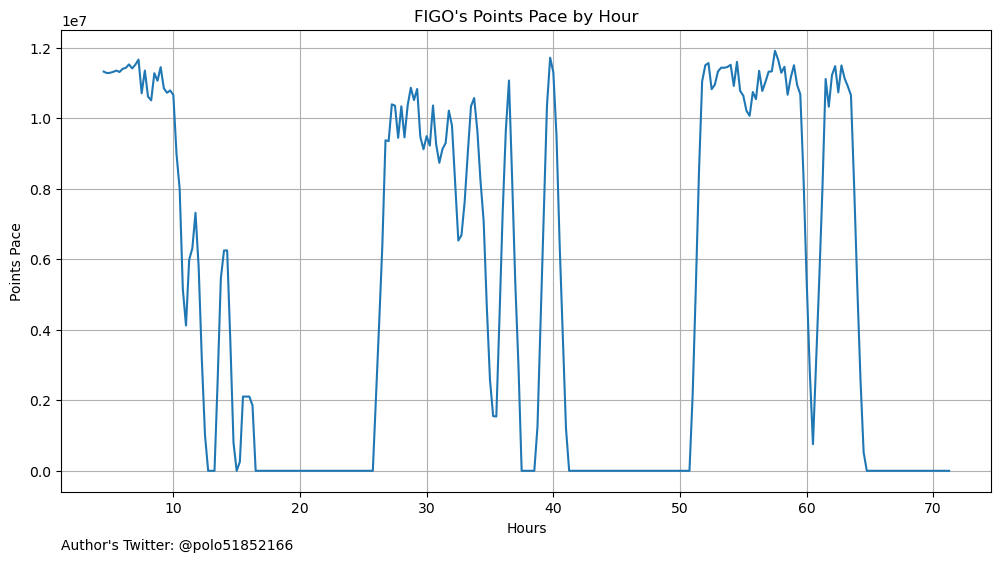 FIGO's Points Pace by Hour
1e7
1.2
1.0
0.8
0.6
0.4
0.2
0.0
Points Pace
10 20 30 40 50 60 70
Hours
Author's Twitter: @polo51852166